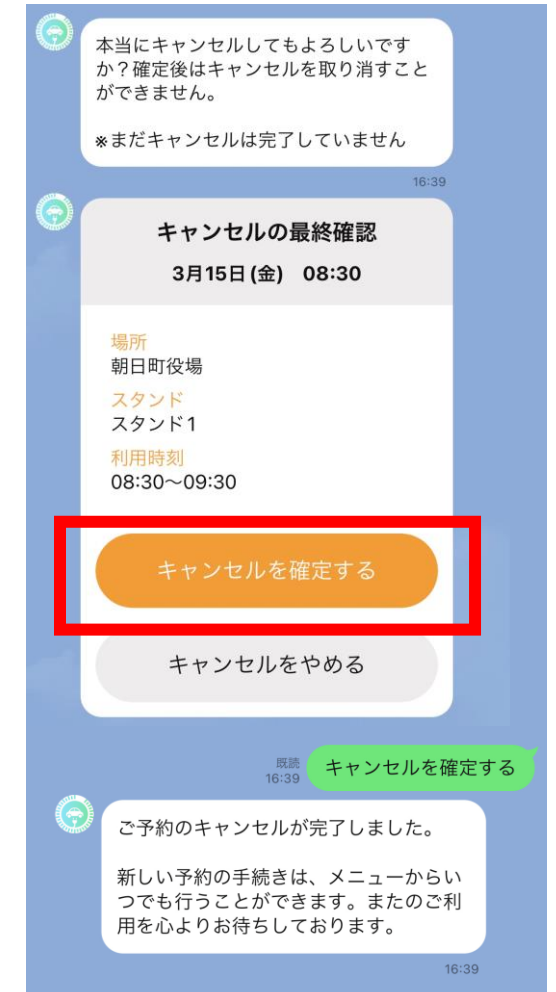 本当にキャンセルしてもよろしいです
か？確定後はキャンセルを取り消すこと
ができません。
※まだキャンセルは完了していません
16:39
キャンセルの最終確認
3月15日(金) 08:30
場所
朝日町役場
スタンド
スタンド1
利用時刻
08:30〜09:30
キャンセルを確定する
キャンセルをやめる
既読
16:39
キャンセルを確定する
ご予約のキャンセルが完了しました。
新しい予約の手続きは、メニューからい
つでも行うことができます。またのご利
用を心よりお待ちしております。
16:39